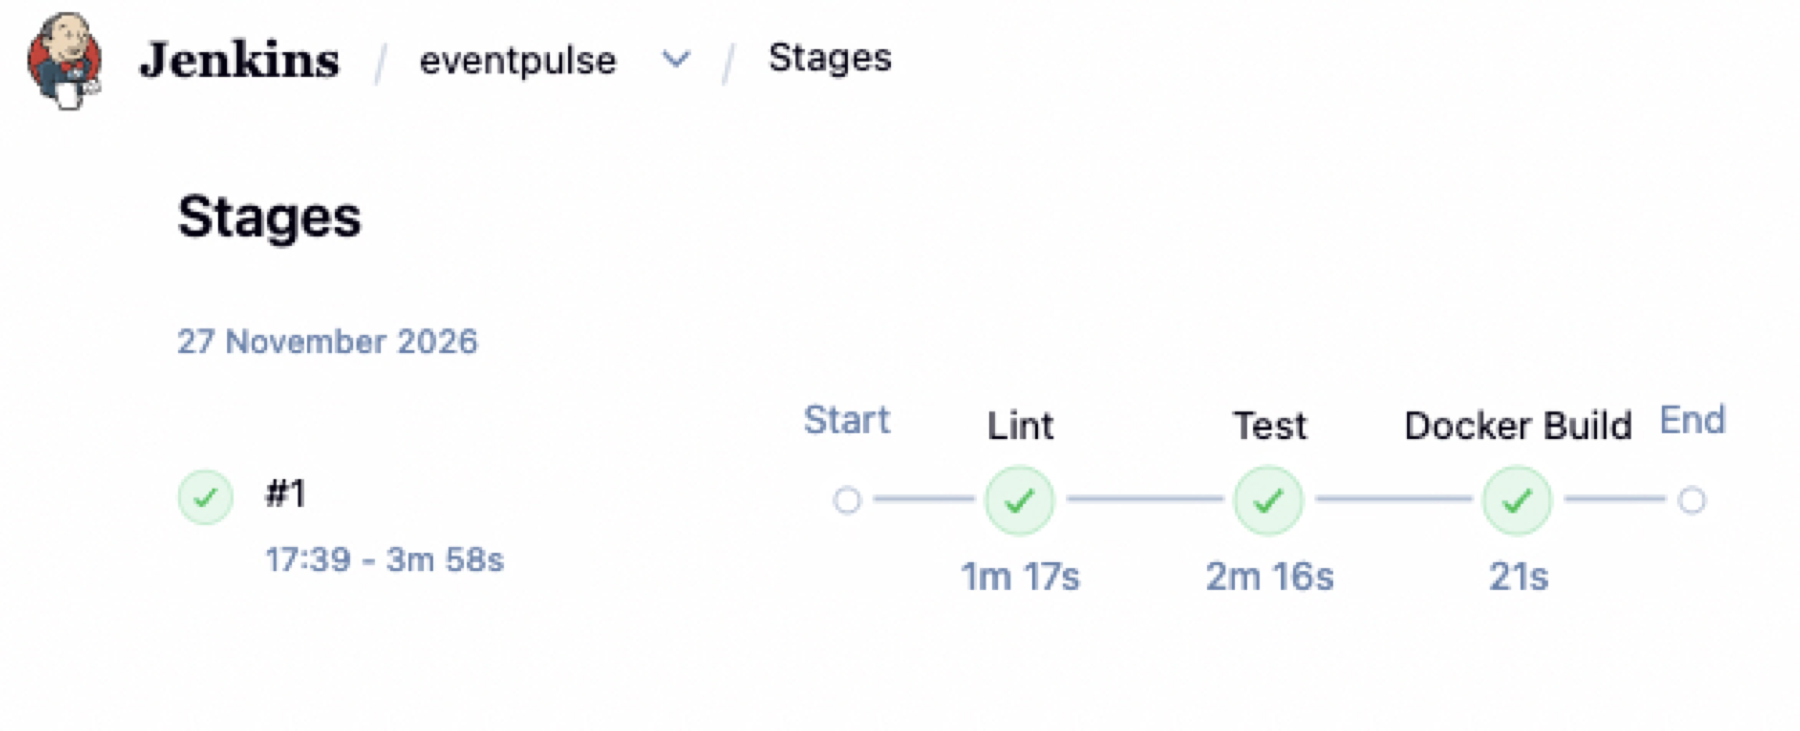 Jenkins / eventpulse / Stages
Stages
27 November 2026
Start Lint Test Docker Build End
#1
17:39 - 3m 58s
1m 17s 2m 16s 21s